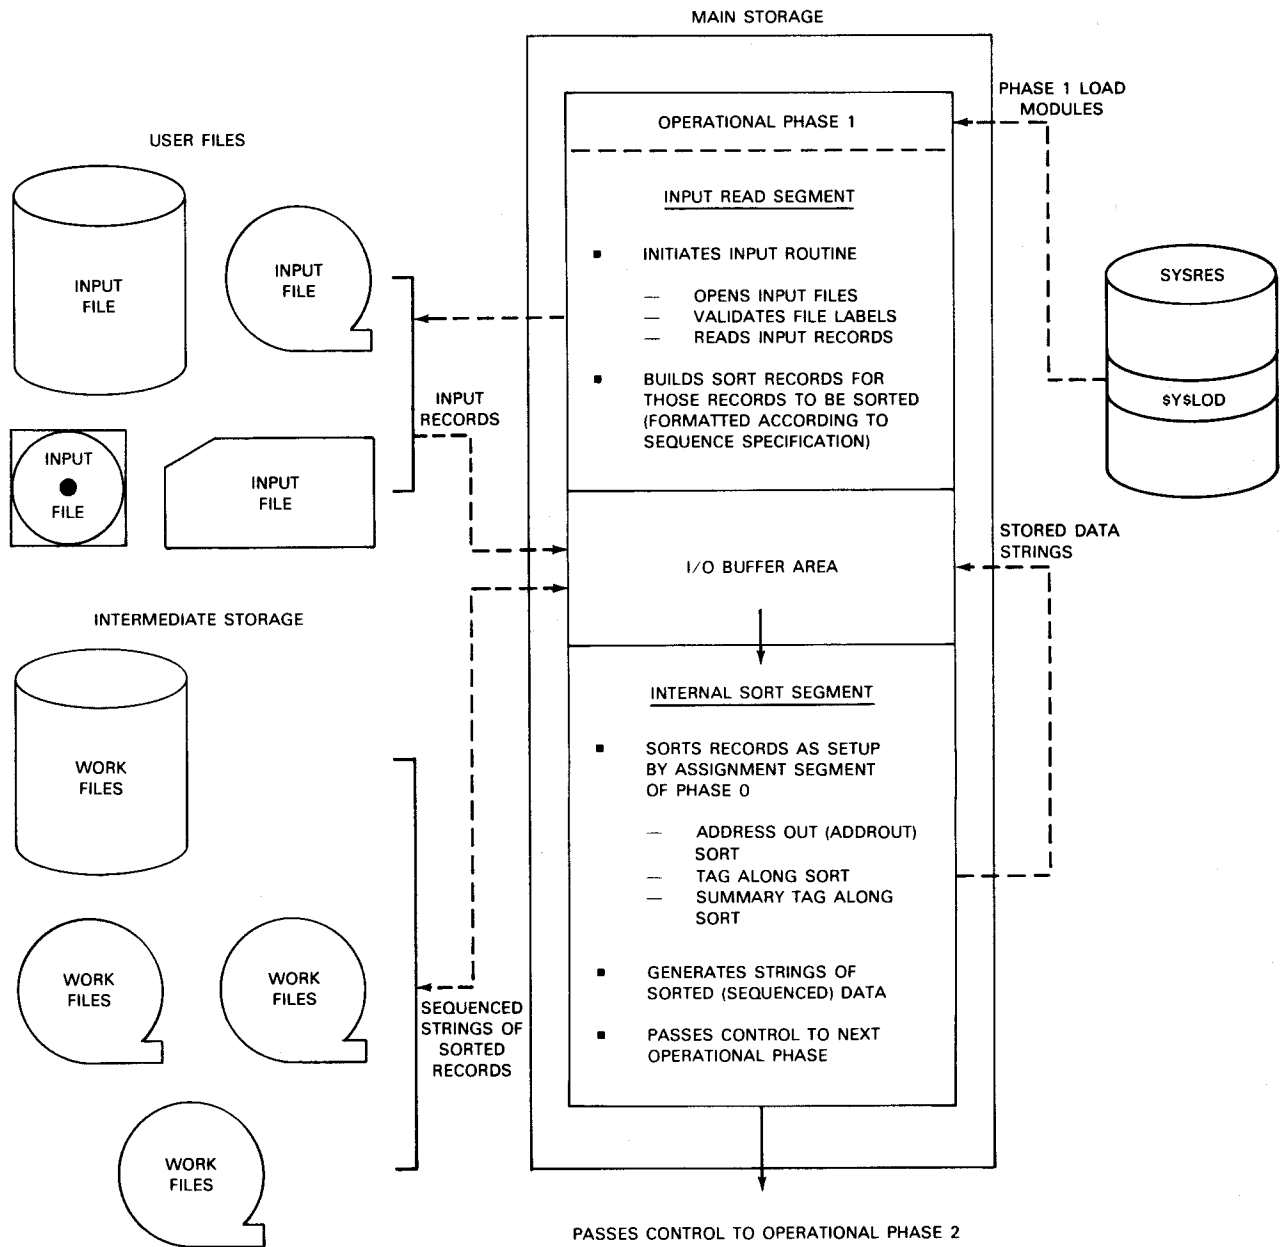 MAIN STORAGE
PHASE 1 LOAD
MODULES
OPERATIONAL PHASE 1
USER FILES
INPUT
FILE
INPUT
FILE
INPUT
FILE
INPUT
FILE
INPUT
RECORDS
INPUT READ SEGMENT
■ INITIATES INPUT ROUTINE
— OPENS INPUT FILES
— VALIDATES FILE LABELS
— READS INPUT RECORDS
■ BUILDS SORT RECORDS FOR
THOSE RECORDS TO BE SORTED
(FORMATTED ACCORDING TO
SEQUENCE SPECIFICATION)
SYSRES
$Y$LOD
STORED DATA
STRINGS
I/O BUFFER AREA
INTERMEDIATE STORAGE
WORK
FILES
WORK
FILES
WORK
FILES
WORK
FILES
SEQUENCED
STRINGS OF
SORTED
RECORDS
INTERNAL SORT SEGMENT
■ SORTS RECORDS AS SETUP
BY ASSIGNMENT SEGMENT
OF PHASE 0
— ADDRESS OUT (ADDROUT)
SORT
— TAG ALONG SORT
— SUMMARY TAG ALONG
SORT
■ GENERATES STRINGS OF
SORTED (SEQUENCED) DATA
■ PASSES CONTROL TO NEXT
OPERATIONAL PHASE
PASSES CONTROL TO OPERATIONAL PHASE 2